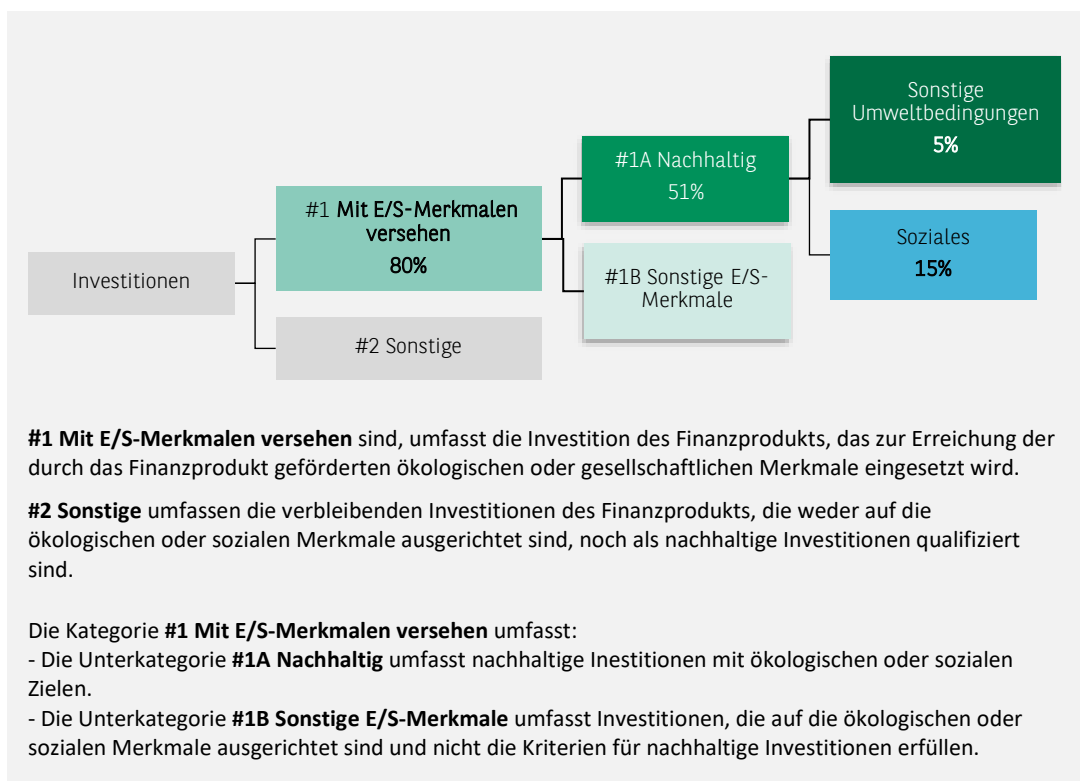 Sonstige
Umweltbedingungen
5%
#1A Nachhaltig
51%
#1 Mit E/S-Merkmalen
versehen
80%
Soziales
15%
Investitionen
#1B Sonstige E/S-
Merkmale
#2 Sonstige
#1 Mit E/S-Merkmalen versehen sind, umfasst die Investition des Finanzprodukts, das zur Erreichung der
durch das Finanzprodukt geförderten ökologischen oder gesellschaftlichen Merkmale eingesetzt wird.
#2 Sonstige umfassen die verbleibenden Investitionen des Finanzprodukts, die weder auf die
ökologischen oder sozialen Merkmale ausgerichtet sind, noch als nachhaltige Investitionen qualifiziert
sind.
Die Kategorie #1 Mit E/S-Merkmalen versehen umfasst:
- Die Unterkategorie #1A Nachhaltig umfasst nachhaltige Inestitionen mit ökologischen oder sozialen
Zielen.
- Die Unterkategorie #1B Sonstige E/S-Merkmale umfasst Investitionen, die auf die ökologischen oder
sozialen Merkmale ausgerichtet sind und nicht die Kriterien für nachhaltige Investitionen erfüllen.